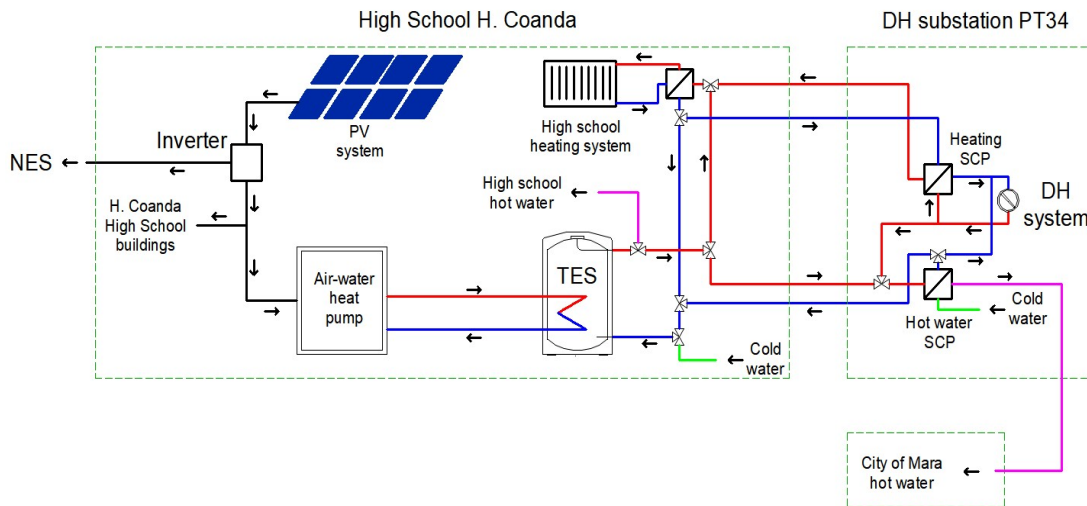 High School H. Coanda
DH substation PT34
PV
system
Inverter
NES
H. Coanda
High School
buildings
Air-water
heat
pump
High school
heating system
High school
hot water
TES
Cold
water
Heating
SCP
DH
system
Hot water
SCP
Cold
water
City of Mara
hot water